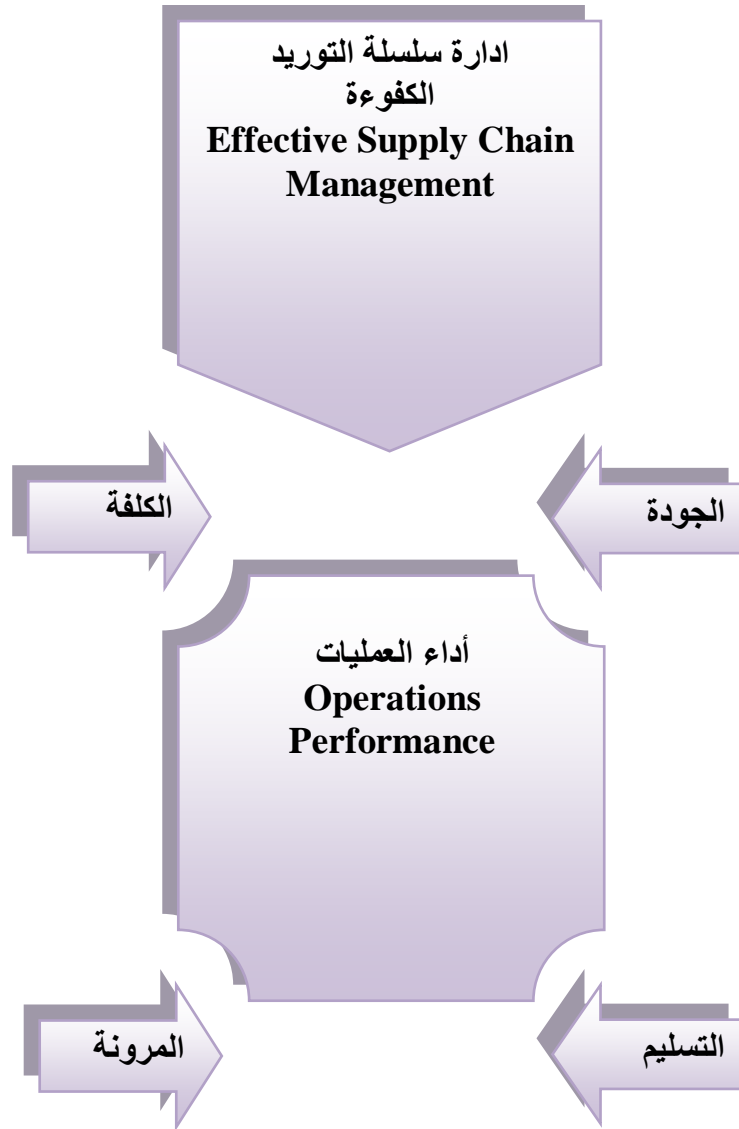 ادارة سلسلة التوريد
الكفوءة
Effective Supply Chain
Management
الجودة
الكلفة
أداء العمليات
Operations
Performance
التسليم
المرونة